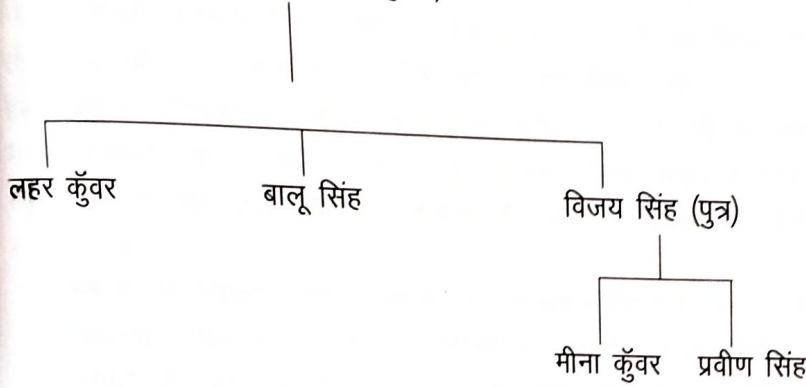 लहर कुॅवर
बालू सिंह
विजय सिंह (पुत्र)
मीना कुॅवर
प्रवीण सिंह